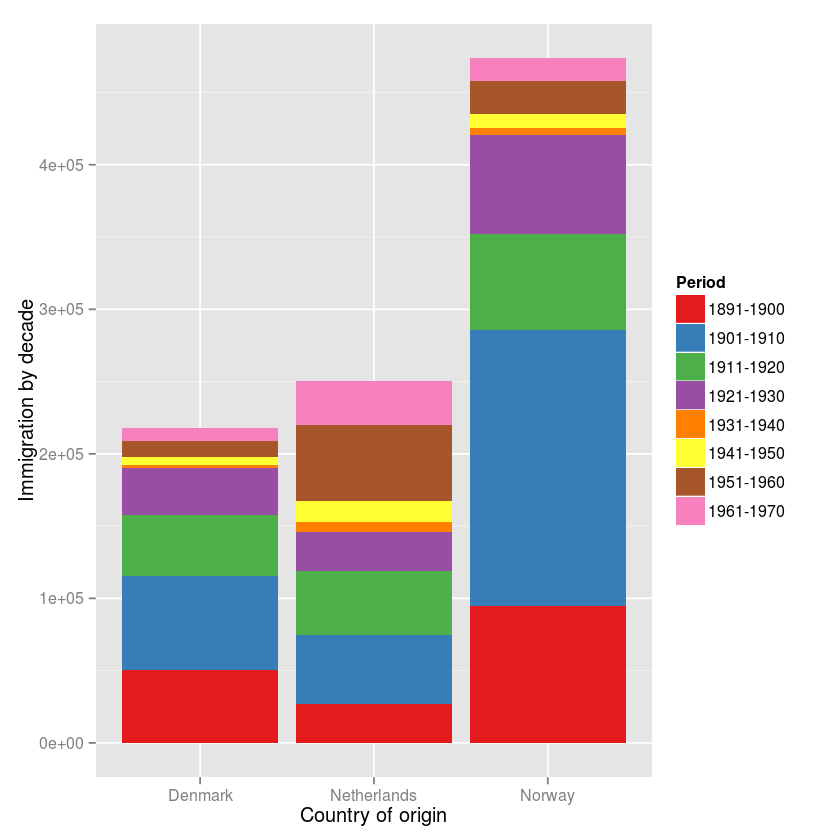 Immigration by decade
4e+05
3e+05
2e+05
1e+05
0e+00
Denmark Netherlands Norway
Country of origin
Period
1891-1900
1901-1910
1911-1920
1921-1930
1931-1940
1941-1950
1951-1960
1961-1970